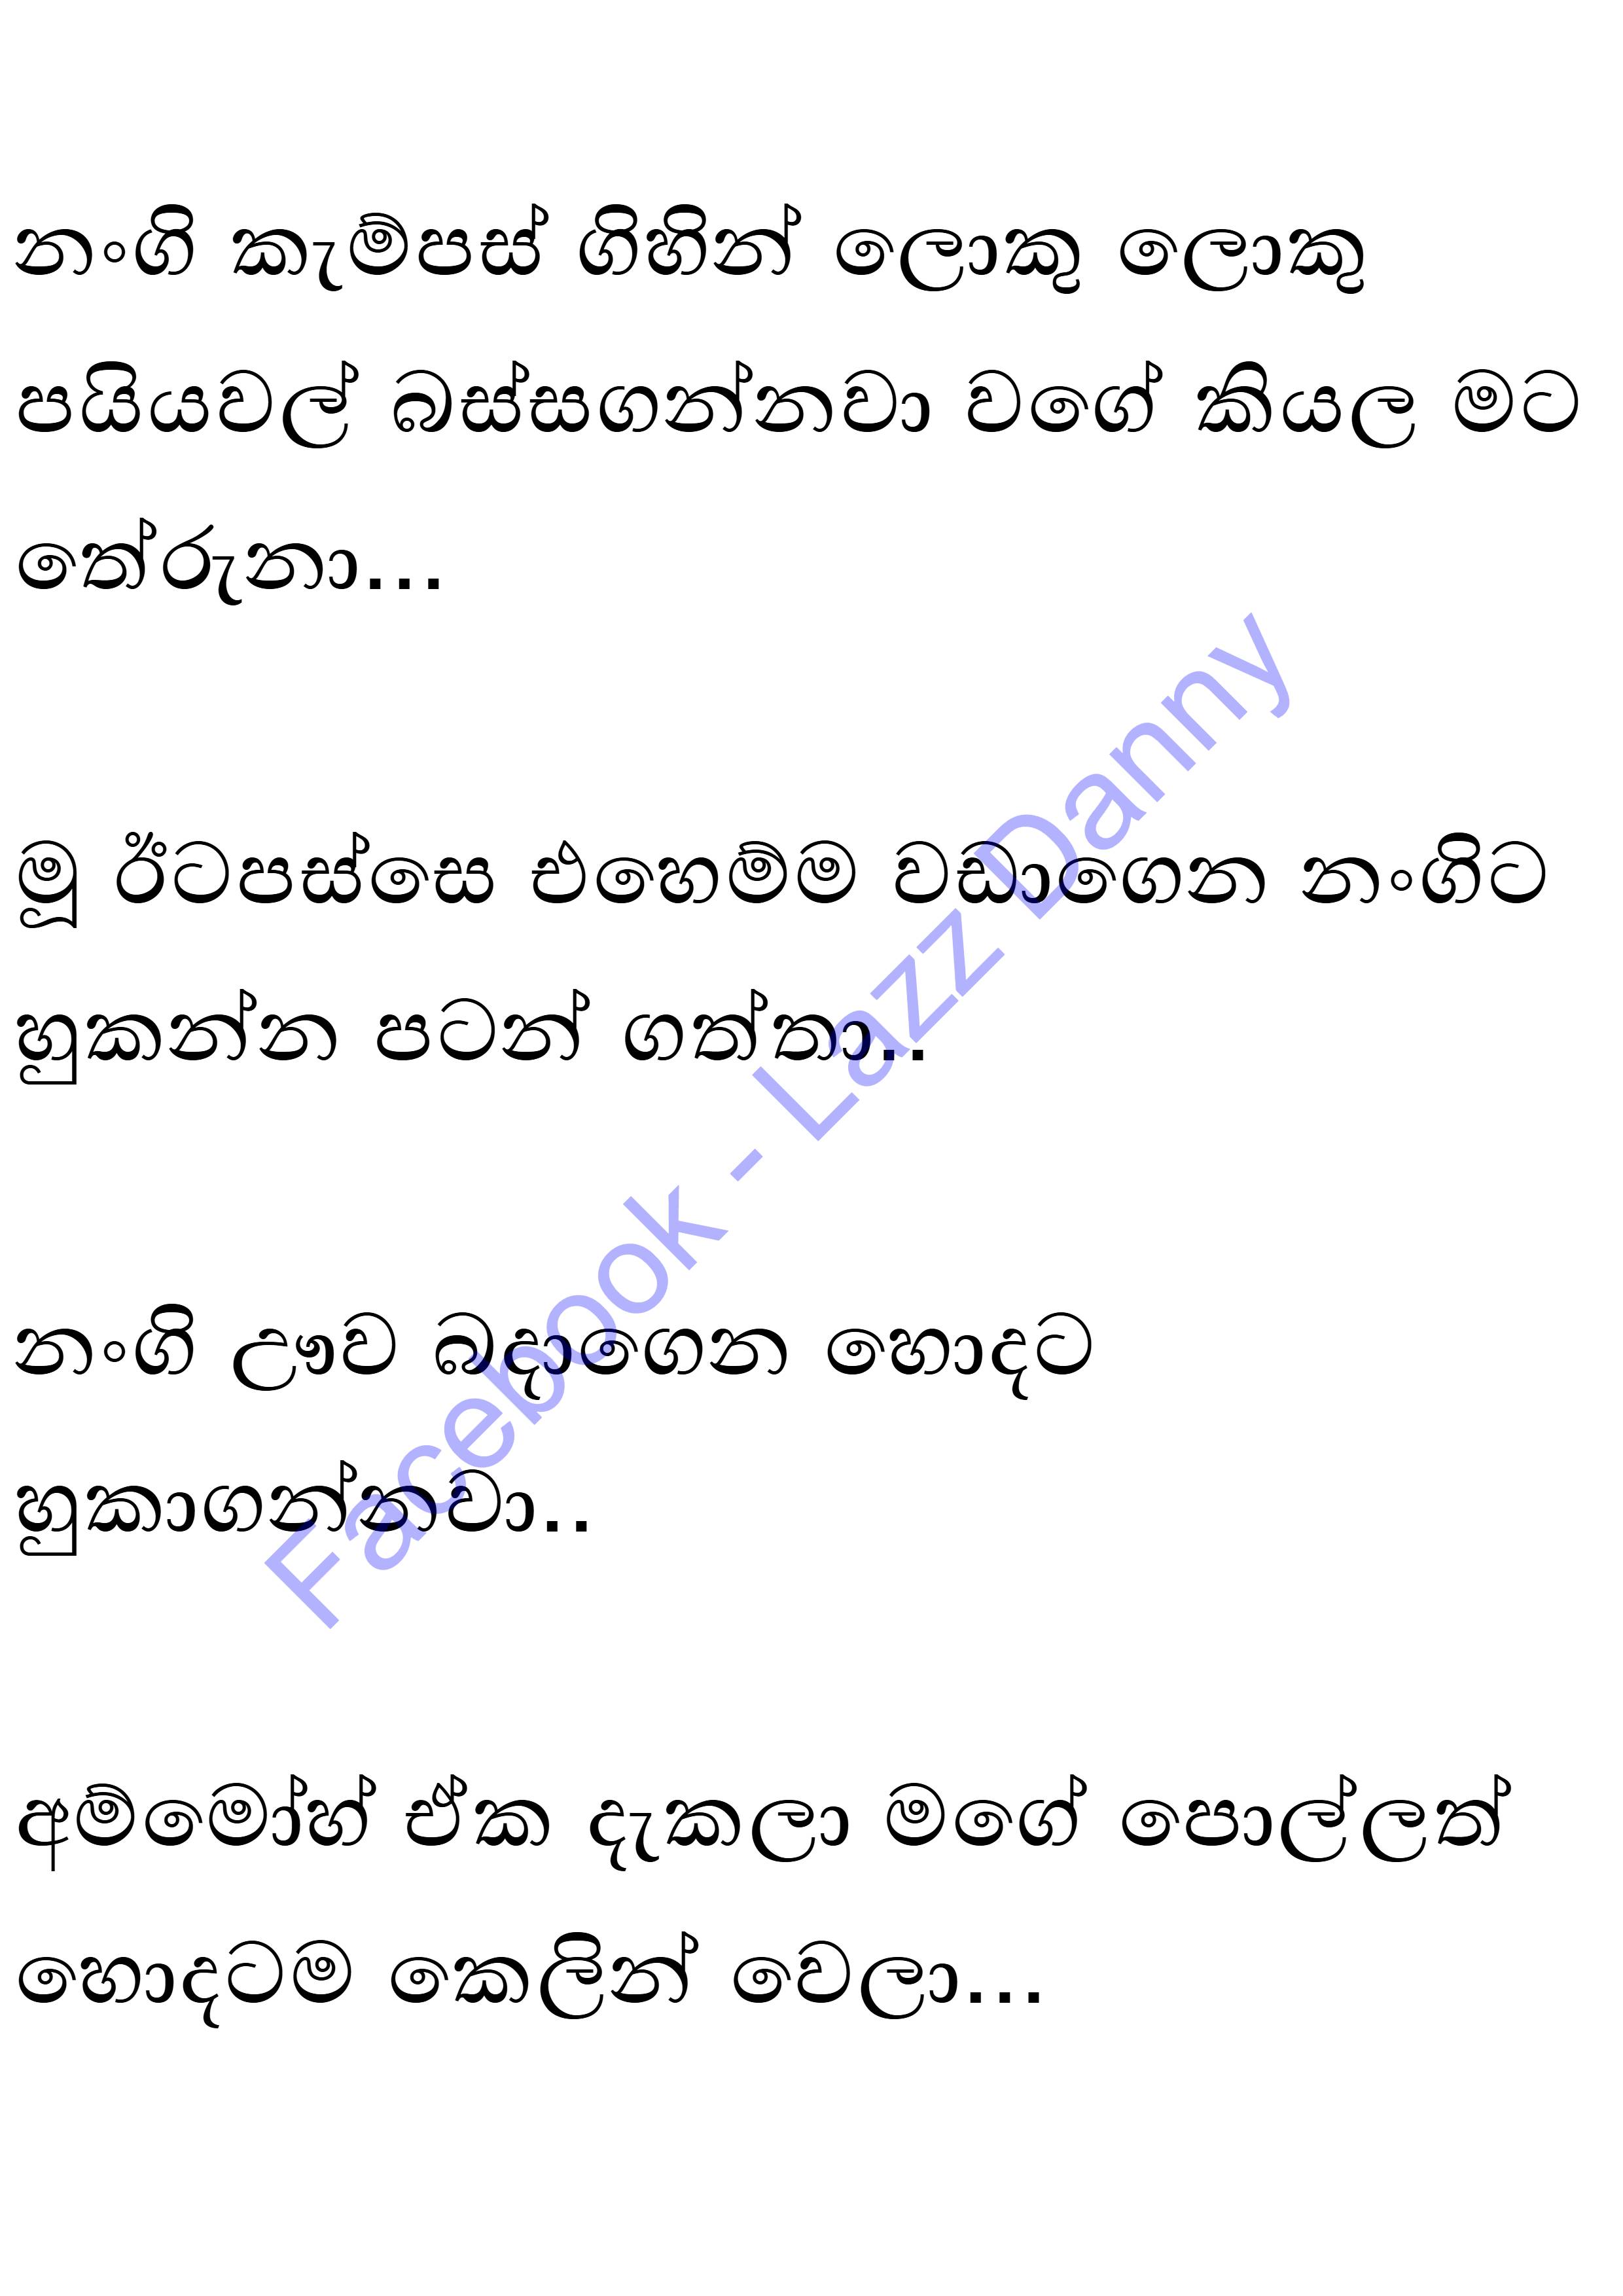 නංගි කැම්පස් ගිහින් ලොකු ලොකු
පයියවල් බස්සගන්නවා වගේ කියල මට
තේරුනා...
මූ ඊටපස්සෙ එහෙම්ම වඩාගෙන නංගිට
හුකන්න පටන් ගත්තා..
නංගි ඌව බදාගෙන හොදට
හුකාගන්නවා..
අම්මෝහ් ඒක දැකලා මගේ පොල්ලත්
හොදටම කෙලින් වෙලා...
Facebook - Lazz Danny